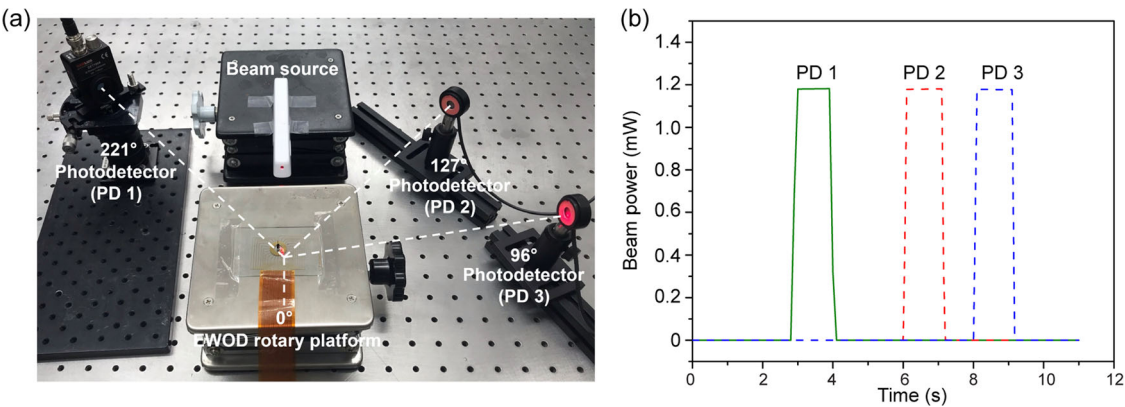 (a)
Beam source
221°
Photodetector
(PD 1)
127°
Photodetector
(PD 2)
96°
Photodetector
(PD 3)
0°
EWOD rotary platform
(b)
1.4
1.2
1.0
0.8
0.6
0.4
0.2
0
Beam power (mW)
PD 1
PD 2
PD 3
0
2
4
6
8
10
12
Time (s)